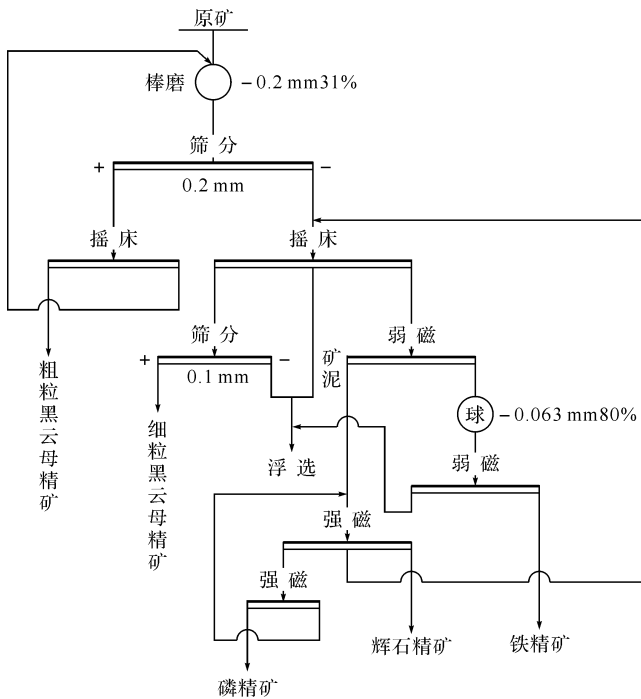 原矿
棒磨
－0.2 mm31%
筛 分
+
－
0.2 mm
摇 床
摇 床
筛 分
弱 磁
+
－
0.1 mm
矿泥
粗粒黑云母精矿
细粒黑云母精矿
球
－0.063 mm80%
浮 选
弱 磁
强 磁
强 磁
辉石精矿
铁精矿
磷精矿